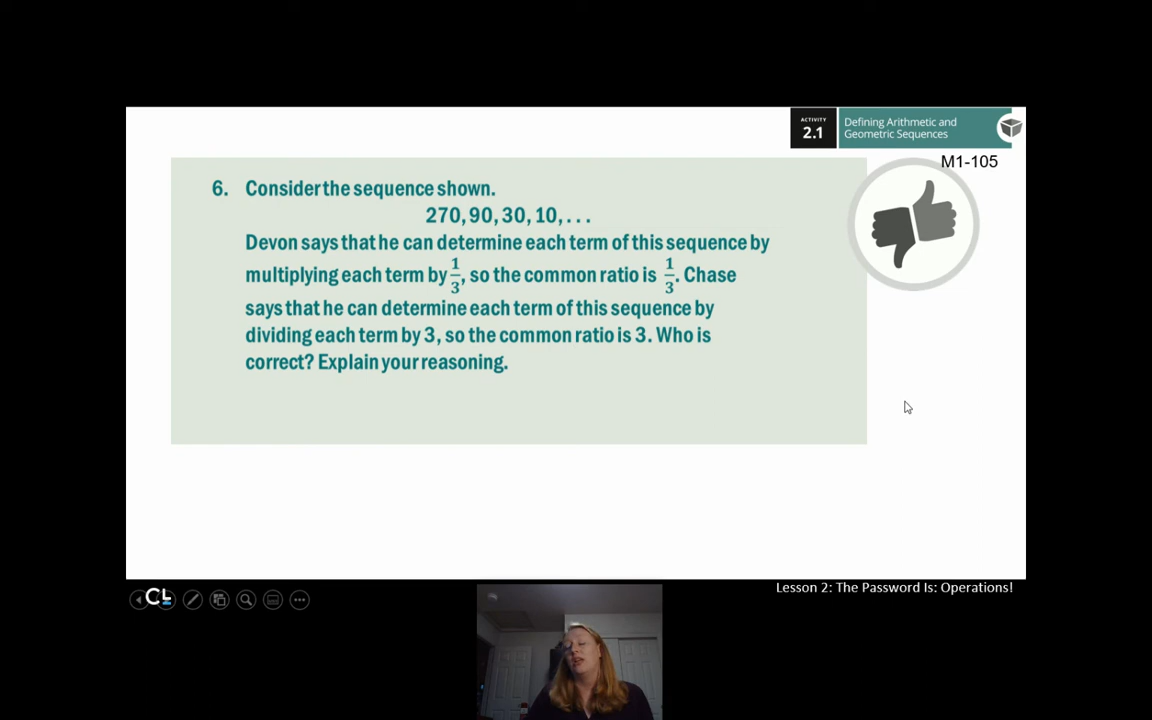 ACTIVITY
2.1
Defining Arithmetic and
Geometric Sequences
M1-105
6. Consider the sequence shown.
270, 90, 30, 10, . . .
Devon says that he can determine each term of this sequence by
multiplying each term by 1/3, so the common ratio is 1/3. Chase
says that he can determine each term of this sequence by
dividing each term by 3, so the common ratio is 3. Who is
correct? Explain your reasoning.
Lesson 2: The Password Is: Operations!
CL